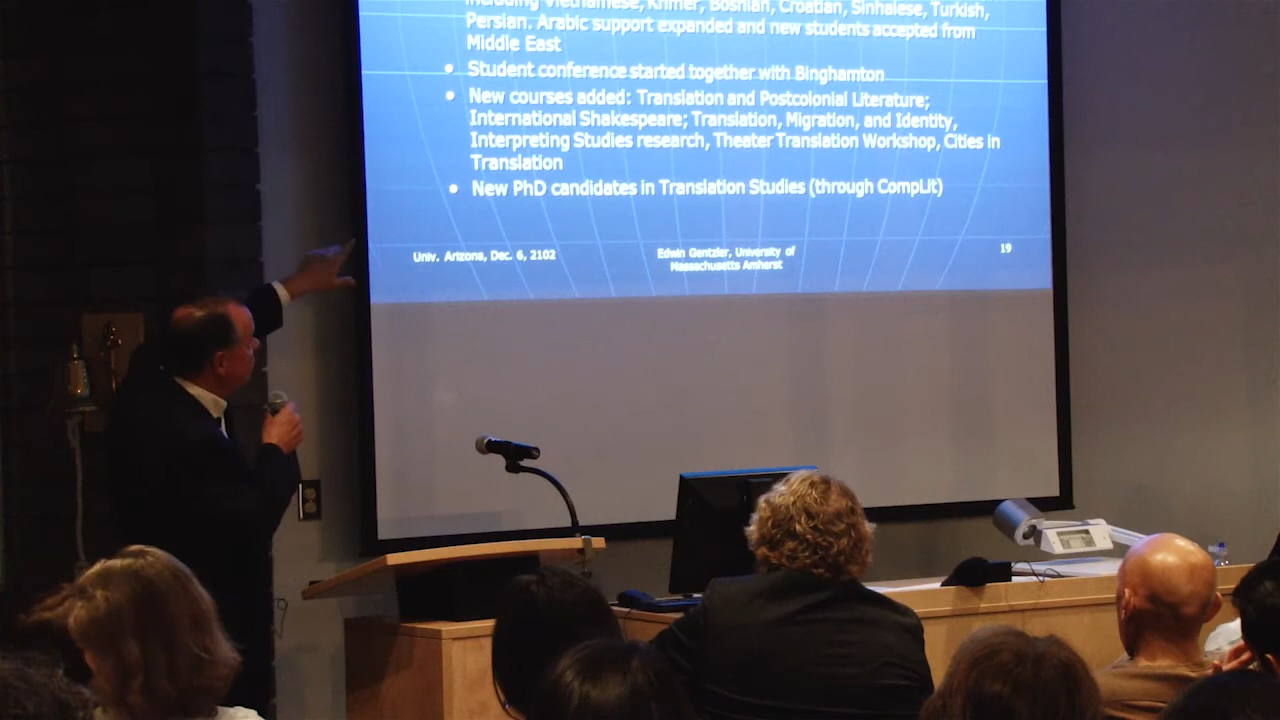 including Vietnamese, Khmer, Bosnian, Croatian, Sinhalese, Turkish,
Persian. Arabic support expanded and new students accepted from
Middle East
• Student conference started together with Binghamton
• New courses added: Translation and Postcolonial Literature;
International Shakespeare; Translation, Migration, and Identity,
Interpreting Studies research, Theater Translation Workshop, Cities in
Translation
• New PhD candidates in Translation Studies (through CompLit)
Univ. Arizona, Dec. 6, 2102
Edwin Gentzler, University of
Massachusetts Amherst
19